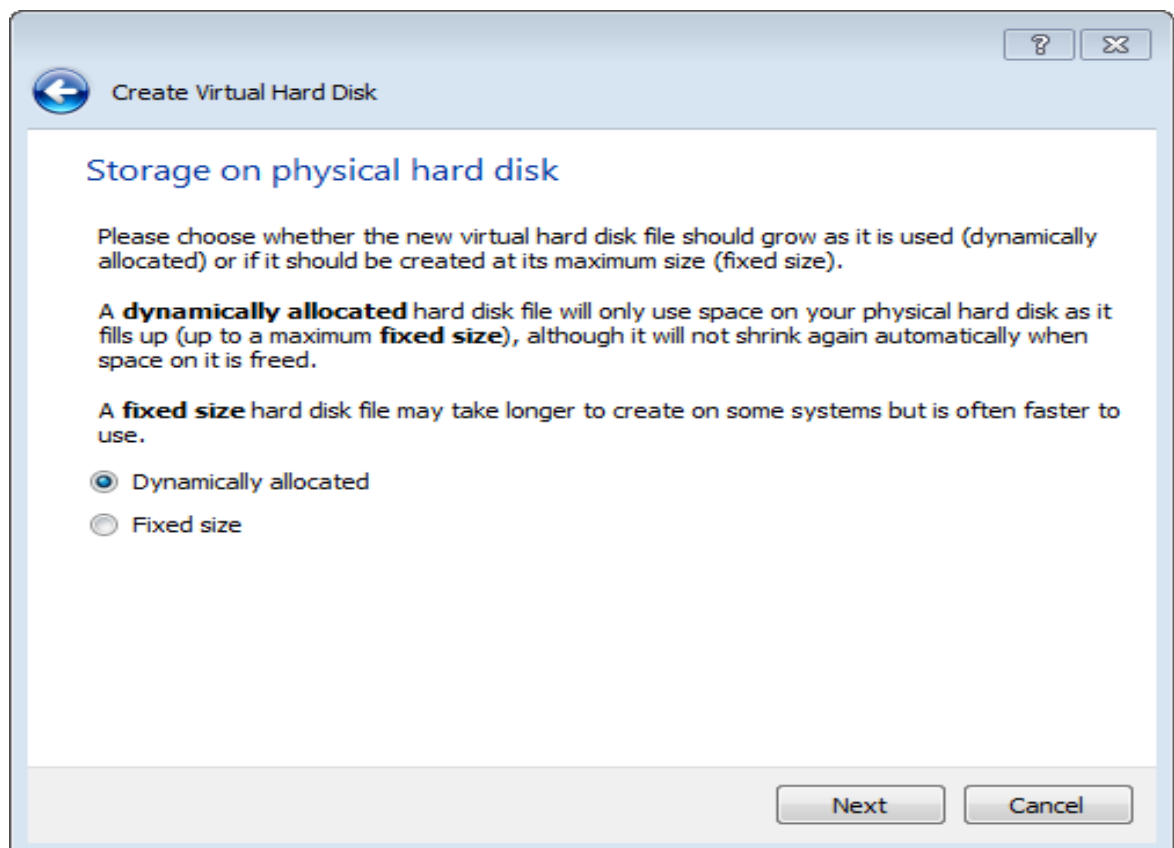 Create Virtual Hard Disk
Storage on physical hard disk
Please choose whether the new virtual hard disk file should grow as it is used (dynamically
allocated) or if it should be created at its maximum size (fixed size).
A dynamically allocated hard disk file will only use space on your physical hard disk as it
fills up (up to a maximum fixed size), although it will not shrink again automatically when
space on it is freed.
A fixed size hard disk file may take longer to create on some systems but is often faster to
use.
Dynamically allocated
Fixed size
Next
Cancel